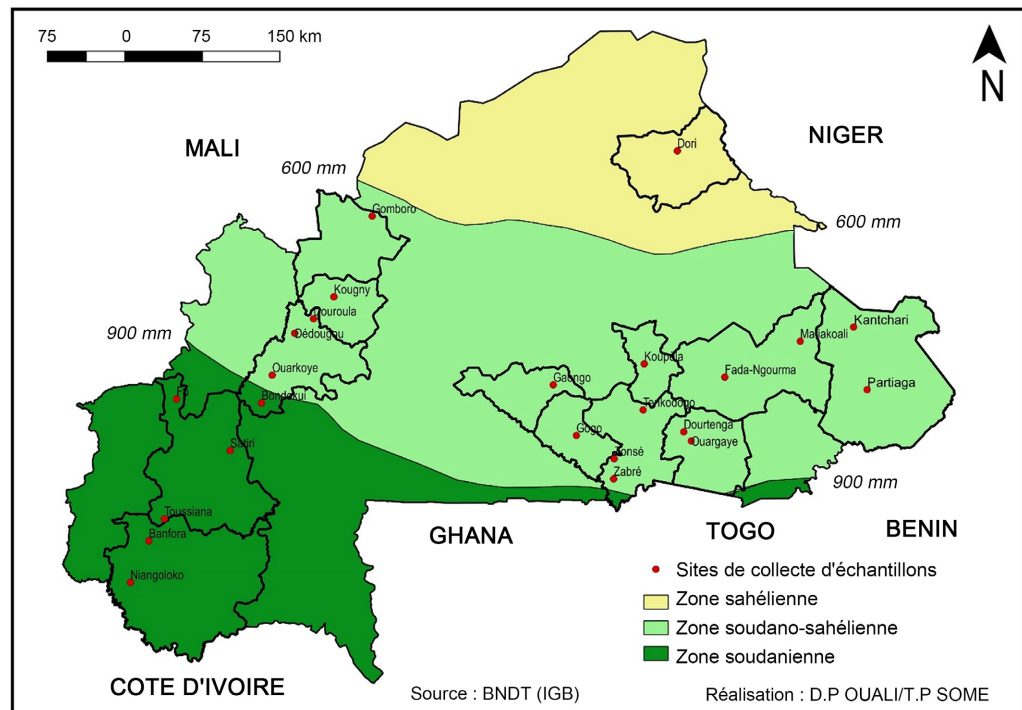 75 0 75 150 km
N
MALI
NIGER
600 mm
600 mm
Dori
Gomboro
Kougny
Douroula
Dédougou
900 mm
Ouarkoye
Bondokui
Satiri
Toussiana
Banfora
Niangoloko
Kantchari
Matiakoali
Koupela
Fada-Ngourma
Partiaga
Gaongo
Tenkodogo
Gogo
Dourtenga
Ouargaye
Zabré
900 mm
GHANA
TOGO
BENIN
COTE D'IVOIRE
Sites de collecte d'échantillons
Zone sahélienne
Zone soudano-sahélienne
Zone soudanienne
Source : BNDT (IGB)
Réalisation : D.P OUALI/T.P SOME